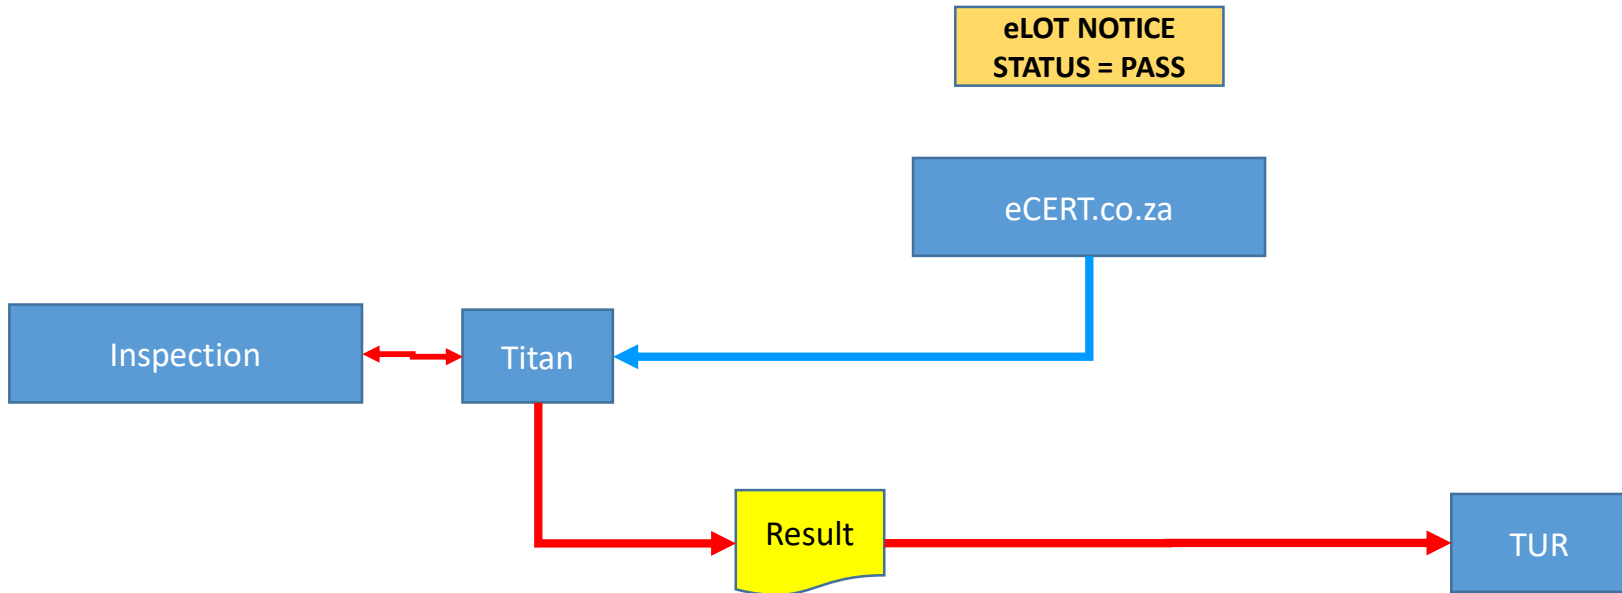 eLOT NOTICE
STATUS = PASS
eCERT.co.za
Inspection
Titan
Result
TUR